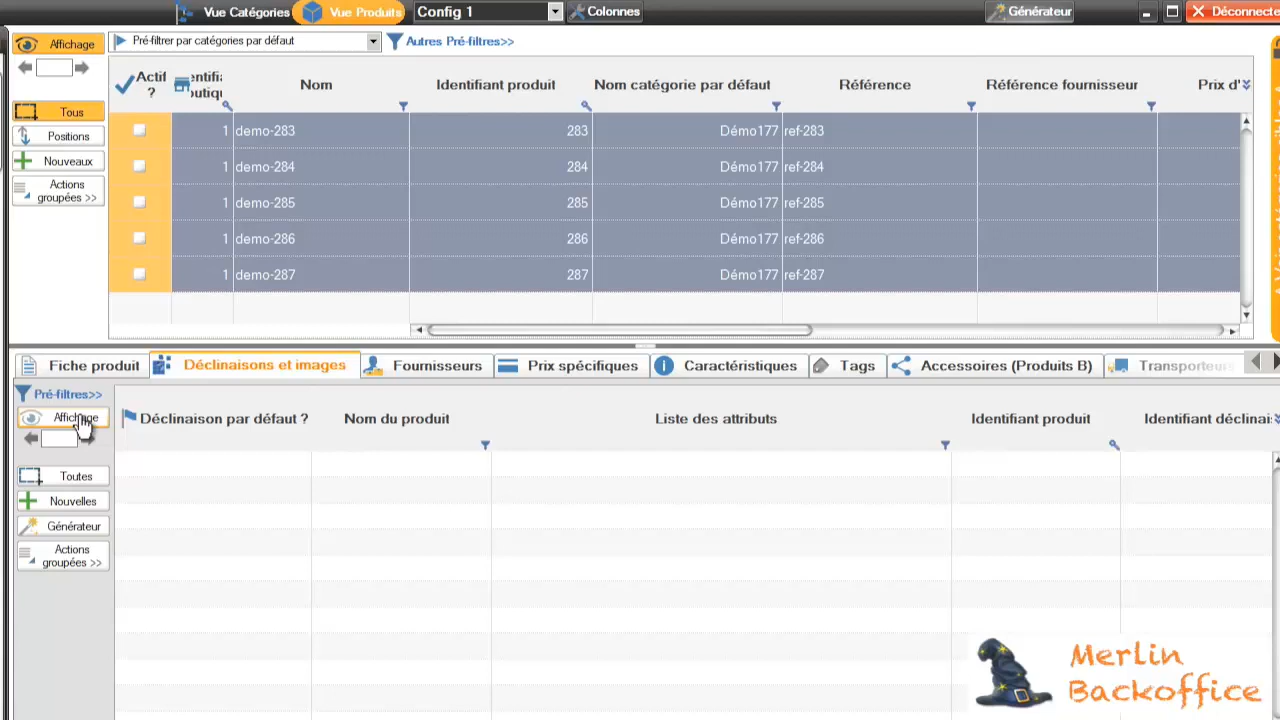 Vue Catégories Vue Produits Config 1 Colonnes Générateur Déconnecte
Affichage Pré-filtrer par catégories par défaut Autres Pré-filtres>>
Actif ? Nom Identifiant produit Nom catégorie par défaut Référence Référence fournisseur Prix d'
Tous
Positions
Nouveaux
Actions
groupées >>
1 demo-283 283 Démo177 ref-283
1 demo-284 284 Démo177 ref-284
1 demo-285 285 Démo177 ref-285
1 demo-286 286 Démo177 ref-286
1 demo-287 287 Démo177 ref-287
Fiche produit Déclinaisons et images Fournisseurs Prix spécifiques Caractéristiques Tags Accessoires (Produits B) Transporteurs
Pré-filtres>>
Affichage
Déclinaison par défaut ? Nom du produit Liste des attributs Identifiant produit Identifiant déclinai
Toutes
Nouvelles
Générateur
Actions
groupées >>
Merlin
Backoffice